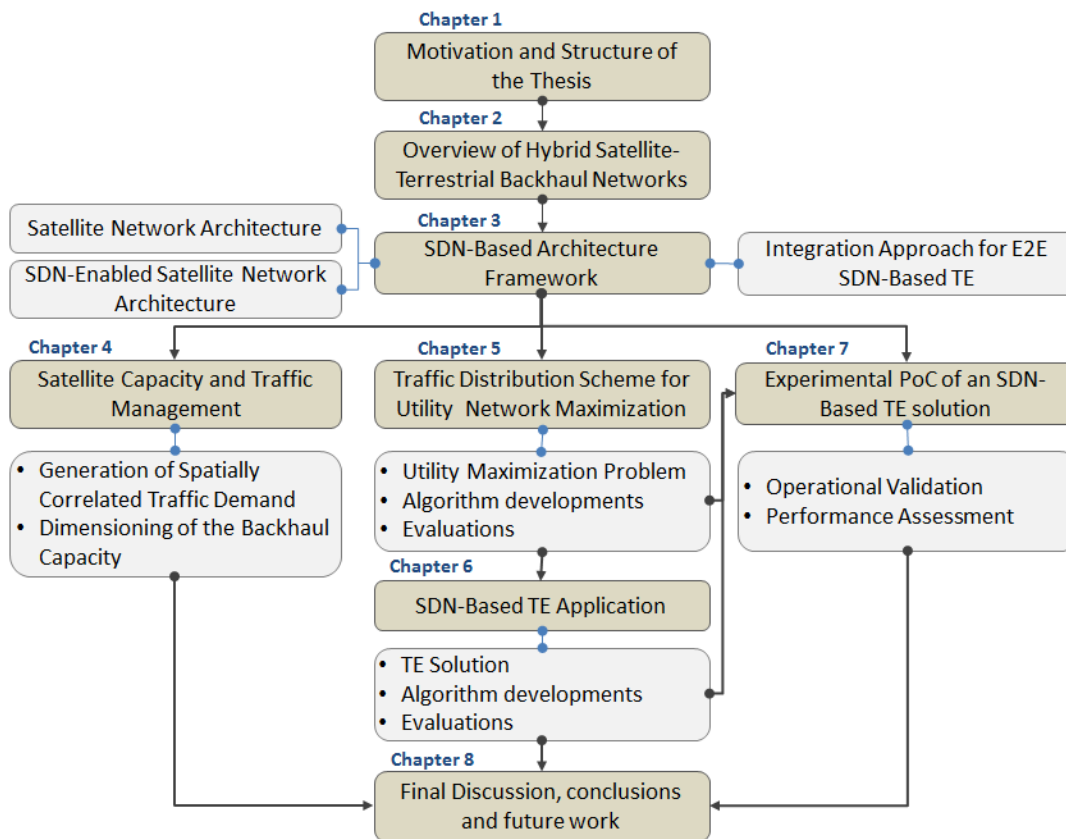 Chapter 1
Motivation and Structure of
the Thesis
Chapter 2
Overview of Hybrid Satellite-
Terrestrial Backhaul Networks
Chapter 3
SDN-Based Architecture
Framework
Satellite Network Architecture
SDN-Enabled Satellite Network
Architecture
Integration Approach for E2E
SDN-Based TE
Chapter 4
Satellite Capacity and Traffic
Management
• Generation of Spatially
Correlated Traffic Demand
• Dimensioning of the Backhaul
Capacity
Chapter 5
Traffic Distribution Scheme for
Utility Network Maximization
• Utility Maximization Problem
• Algorithm developments
• Evaluations
Chapter 6
SDN-Based TE Application
• TE Solution
• Algorithm developments
• Evaluations
Chapter 7
Experimental PoC of an SDN-
Based TE solution
• Operational Validation
• Performance Assessment
Chapter 8
Final Discussion, conclusions
and future work